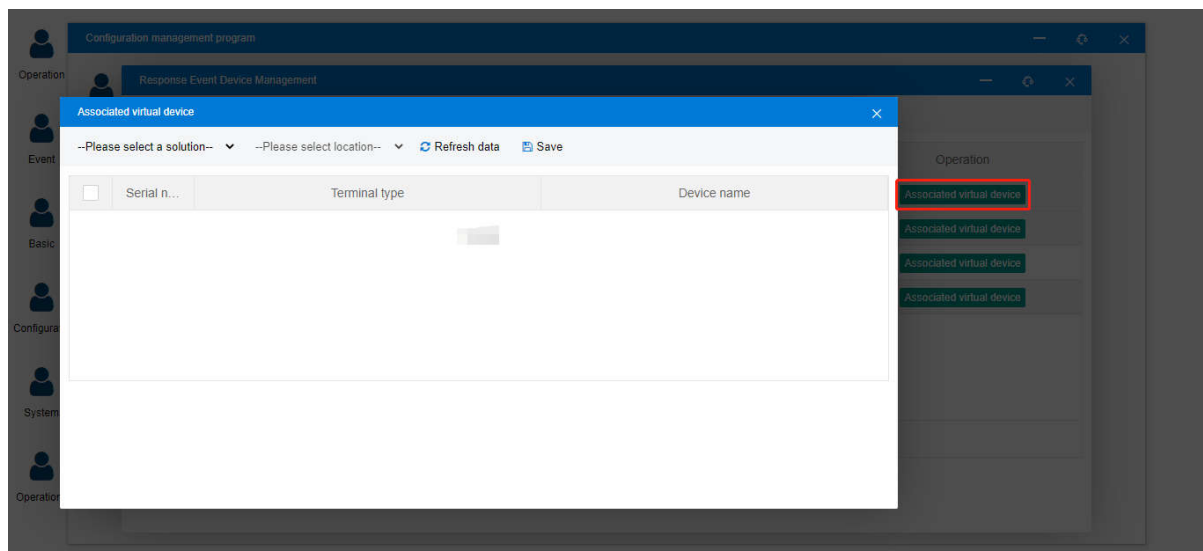 Configuration management program
Operation
Response Event Device Management
Associated virtual device
--Please select a solution-- --Please select location-- Refresh data Save
Event
Operation
Serial n... Terminal type Device name
Associated virtual device
Associated virtual device
Basic
Associated virtual device
Associated virtual device
Configura
System
Operation